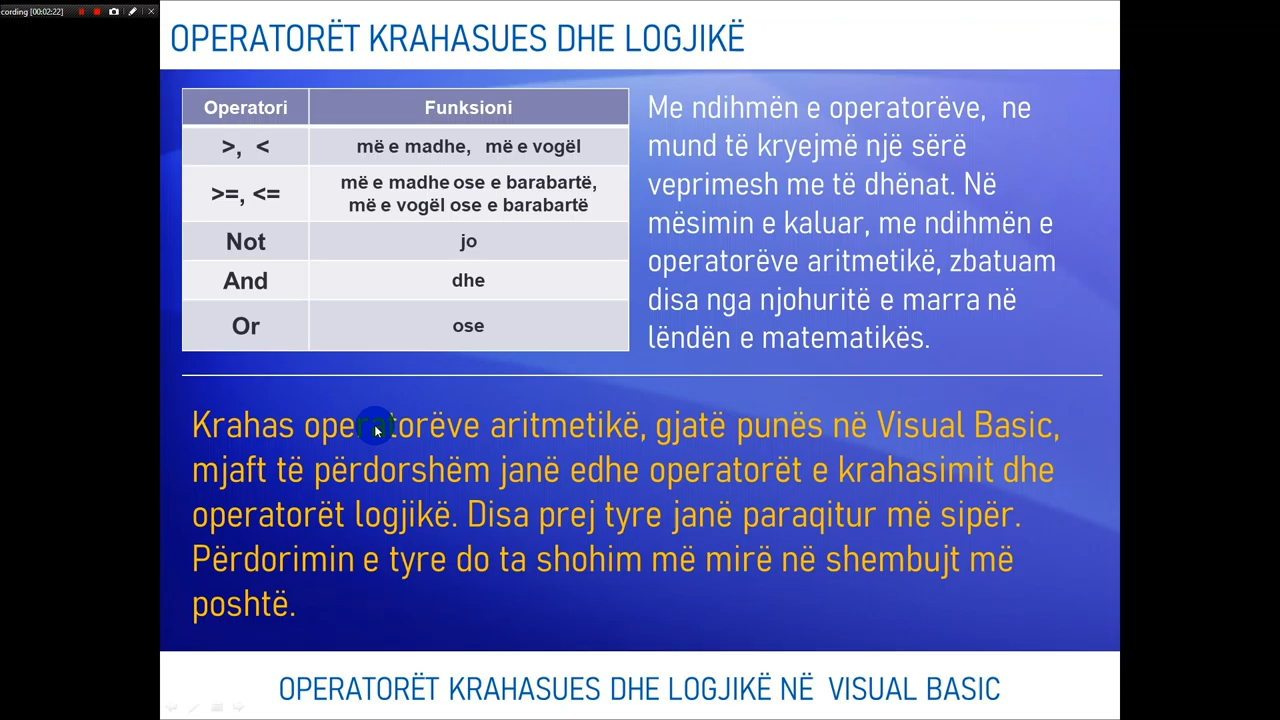 cording [00:02:22]
OPERATORËT KRAHASUES DHE LOGJIKË
Operatori Funksioni
>, < më e madhe, më e vogël
>=, <= më e madhe ose e barabartë,
më e vogël ose e barabartë
Not jo
And dhe
Or ose
Me ndihmën e operatorëve, ne
mund të kryejmë një sërë
veprimesh me të dhënat. Në
mësimin e kaluar, me ndihmën e
operatorëve aritmetikë, zbatuam
disa nga njohuritë e marra në
lëndën e matematikës.
Krahas operatorëve aritmetikë, gjatë punës në Visual Basic,
mjaft të përdorshëm janë edhe operatorët e krahasimit dhe
operatorët logjikë. Disa prej tyre janë paraqitur më sipër.
Përdorimin e tyre do ta shohim më mirë në shembujt më
poshtë.
OPERATORËT KRAHASUES DHE LOGJIKË NË VISUAL BASIC